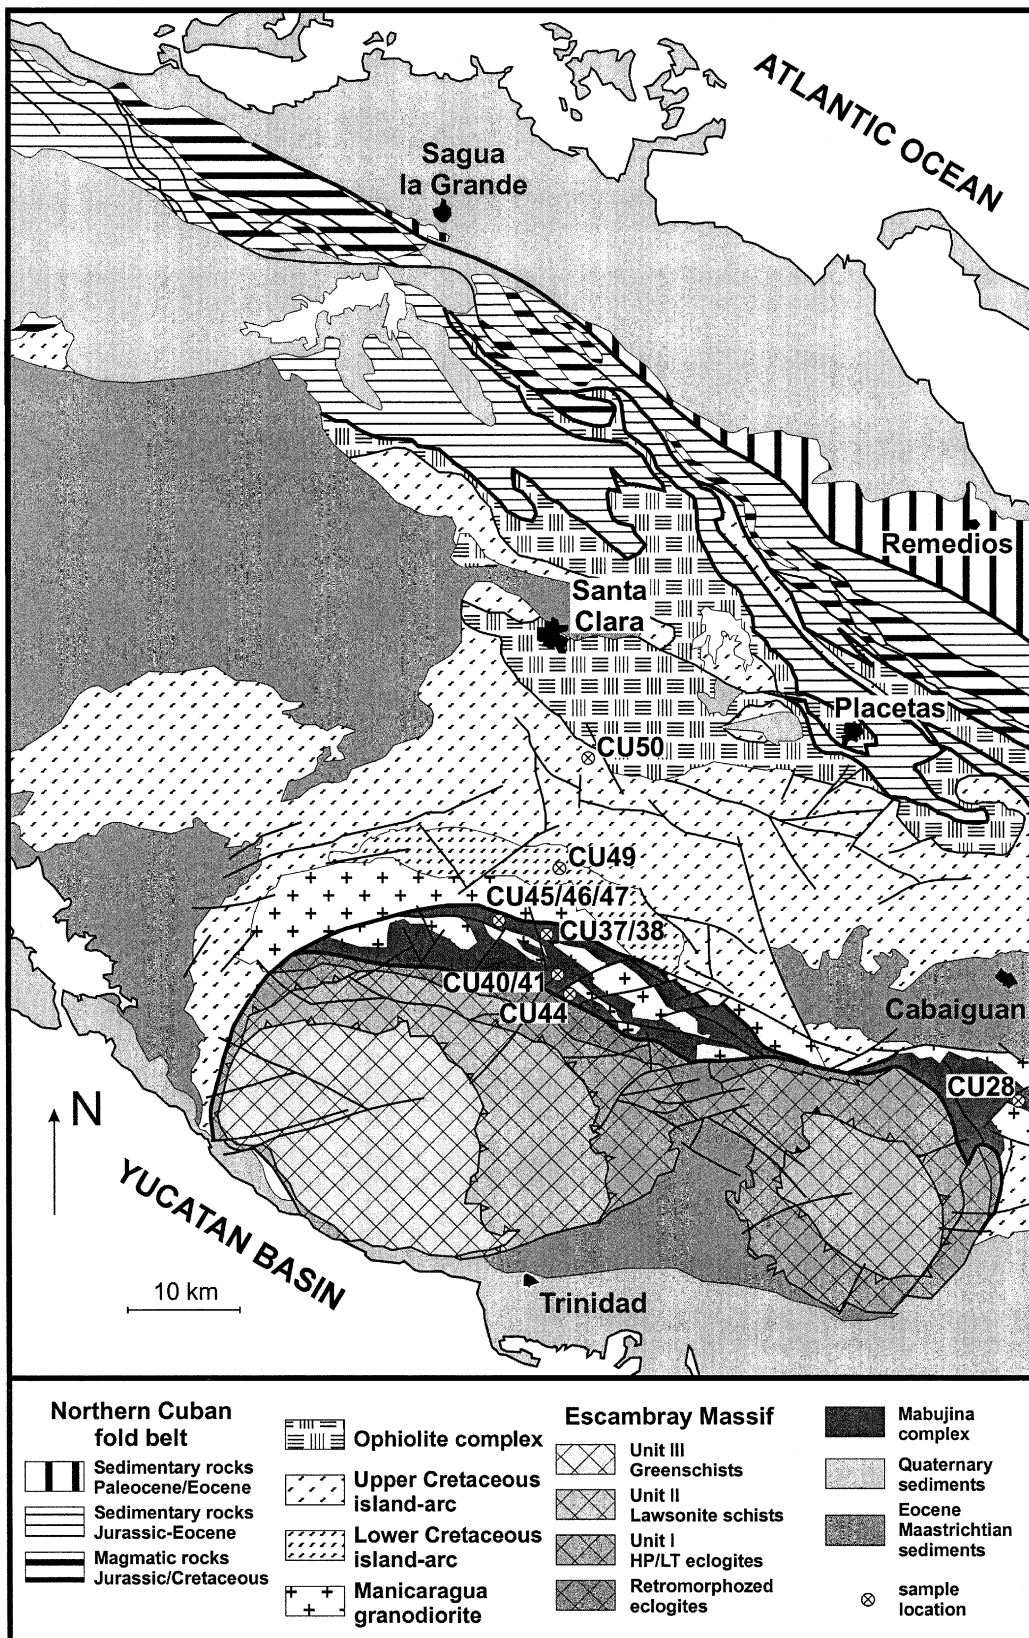 ATLANTIC OCEAN
Sagua
la Grande
Remedios
Santa
Clara
Placetas
CU50
CU49
CU45/46/47
CU37/38
CU40/41
CU44
Cabaiguan
CU28
N
YUCATAN BASIN
10 km
Trinidad
Northern Cuban
fold belt
Sedimentary rocks
Paleocene/Eocene
Sedimentary rocks
Jurassic-Eocene
Magmatic rocks
Jurassic/Cretaceous
Ophiolite complex
Upper Cretaceous
island-arc
Lower Cretaceous
island-arc
Manicaragua
granodiorite
Escambray Massif
Unit III
Greenschists
Unit II
Lawsonite schists
Unit I
HP/LT eclogites
Retromorphozed
eclogites
Mabujina
complex
Quaternary
sediments
Eocene
Maastrichtian
sediments
sample
location